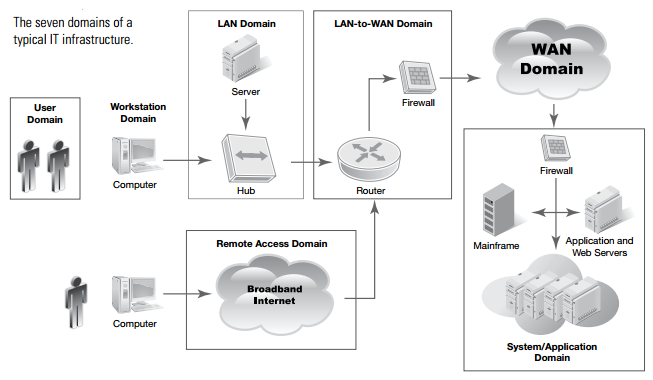 The seven domains of a
typical IT infrastructure.
LAN Domain
LAN-to-WAN Domain
WAN
Domain
Server
Firewall
User
Domain
Workstation
Domain
Computer
Hub
Router
Firewall
Mainframe
Application and
Web Servers
Remote Access Domain
Broadband
Internet
Computer
System/Application
Domain